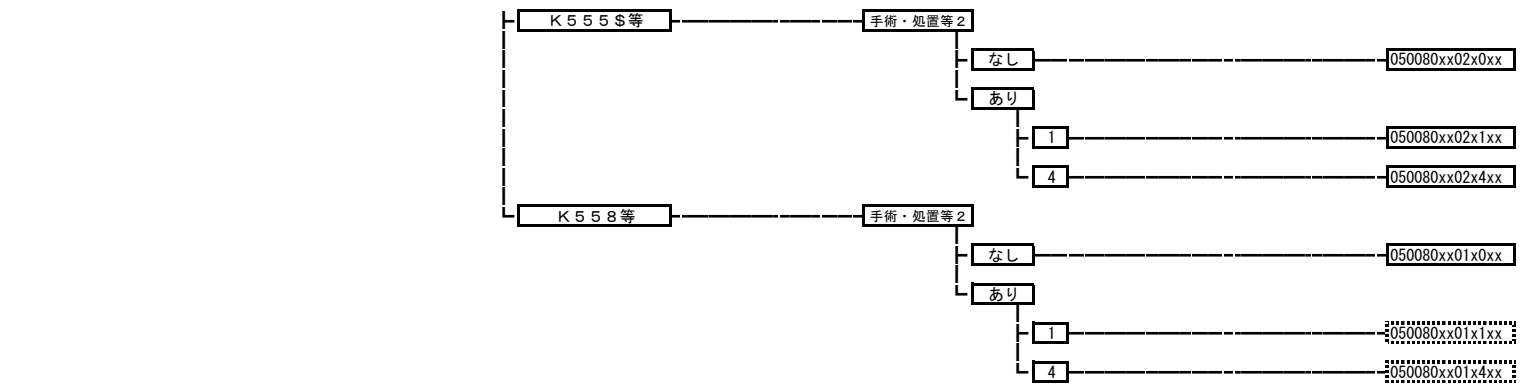 Ｋ５５５＄等 手術・処置等２
なし 050080xx02x0xx
あり
1 050080xx02x1xx
4 050080xx02x4xx
Ｋ５５８等 手術・処置等２
なし 050080xx01x0xx
あり
1 050080xx01x1xx
4 050080xx01x4xx